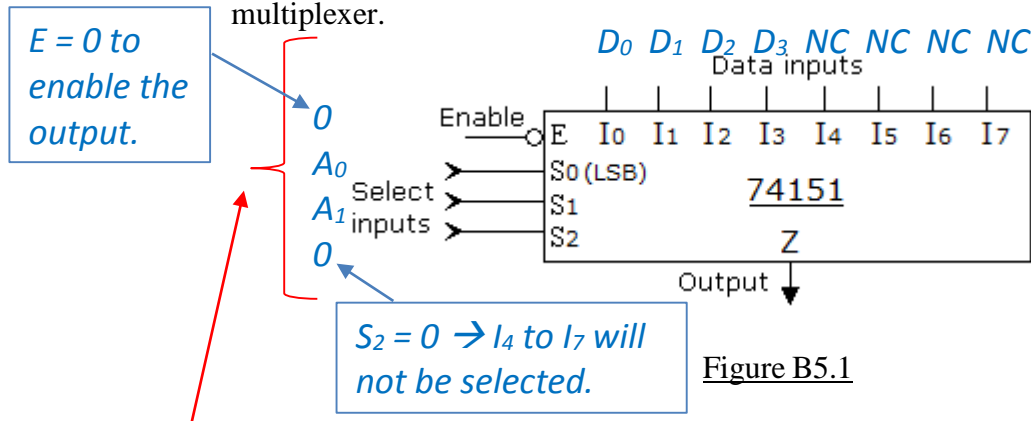 multiplexer.
E = 0 to
enable the
output.
D0 D1 D2 D3 NC NC NC NC
Data inputs
0
Enable
E I0 I1 I2 I3 I4 I5 I6 I7
A0
S0 (LSB)
Select
inputs
74151
A1
S1
0
S2
Z
Output
S2 = 0 → I4 to I7 will
not be selected.
Figure B5.1